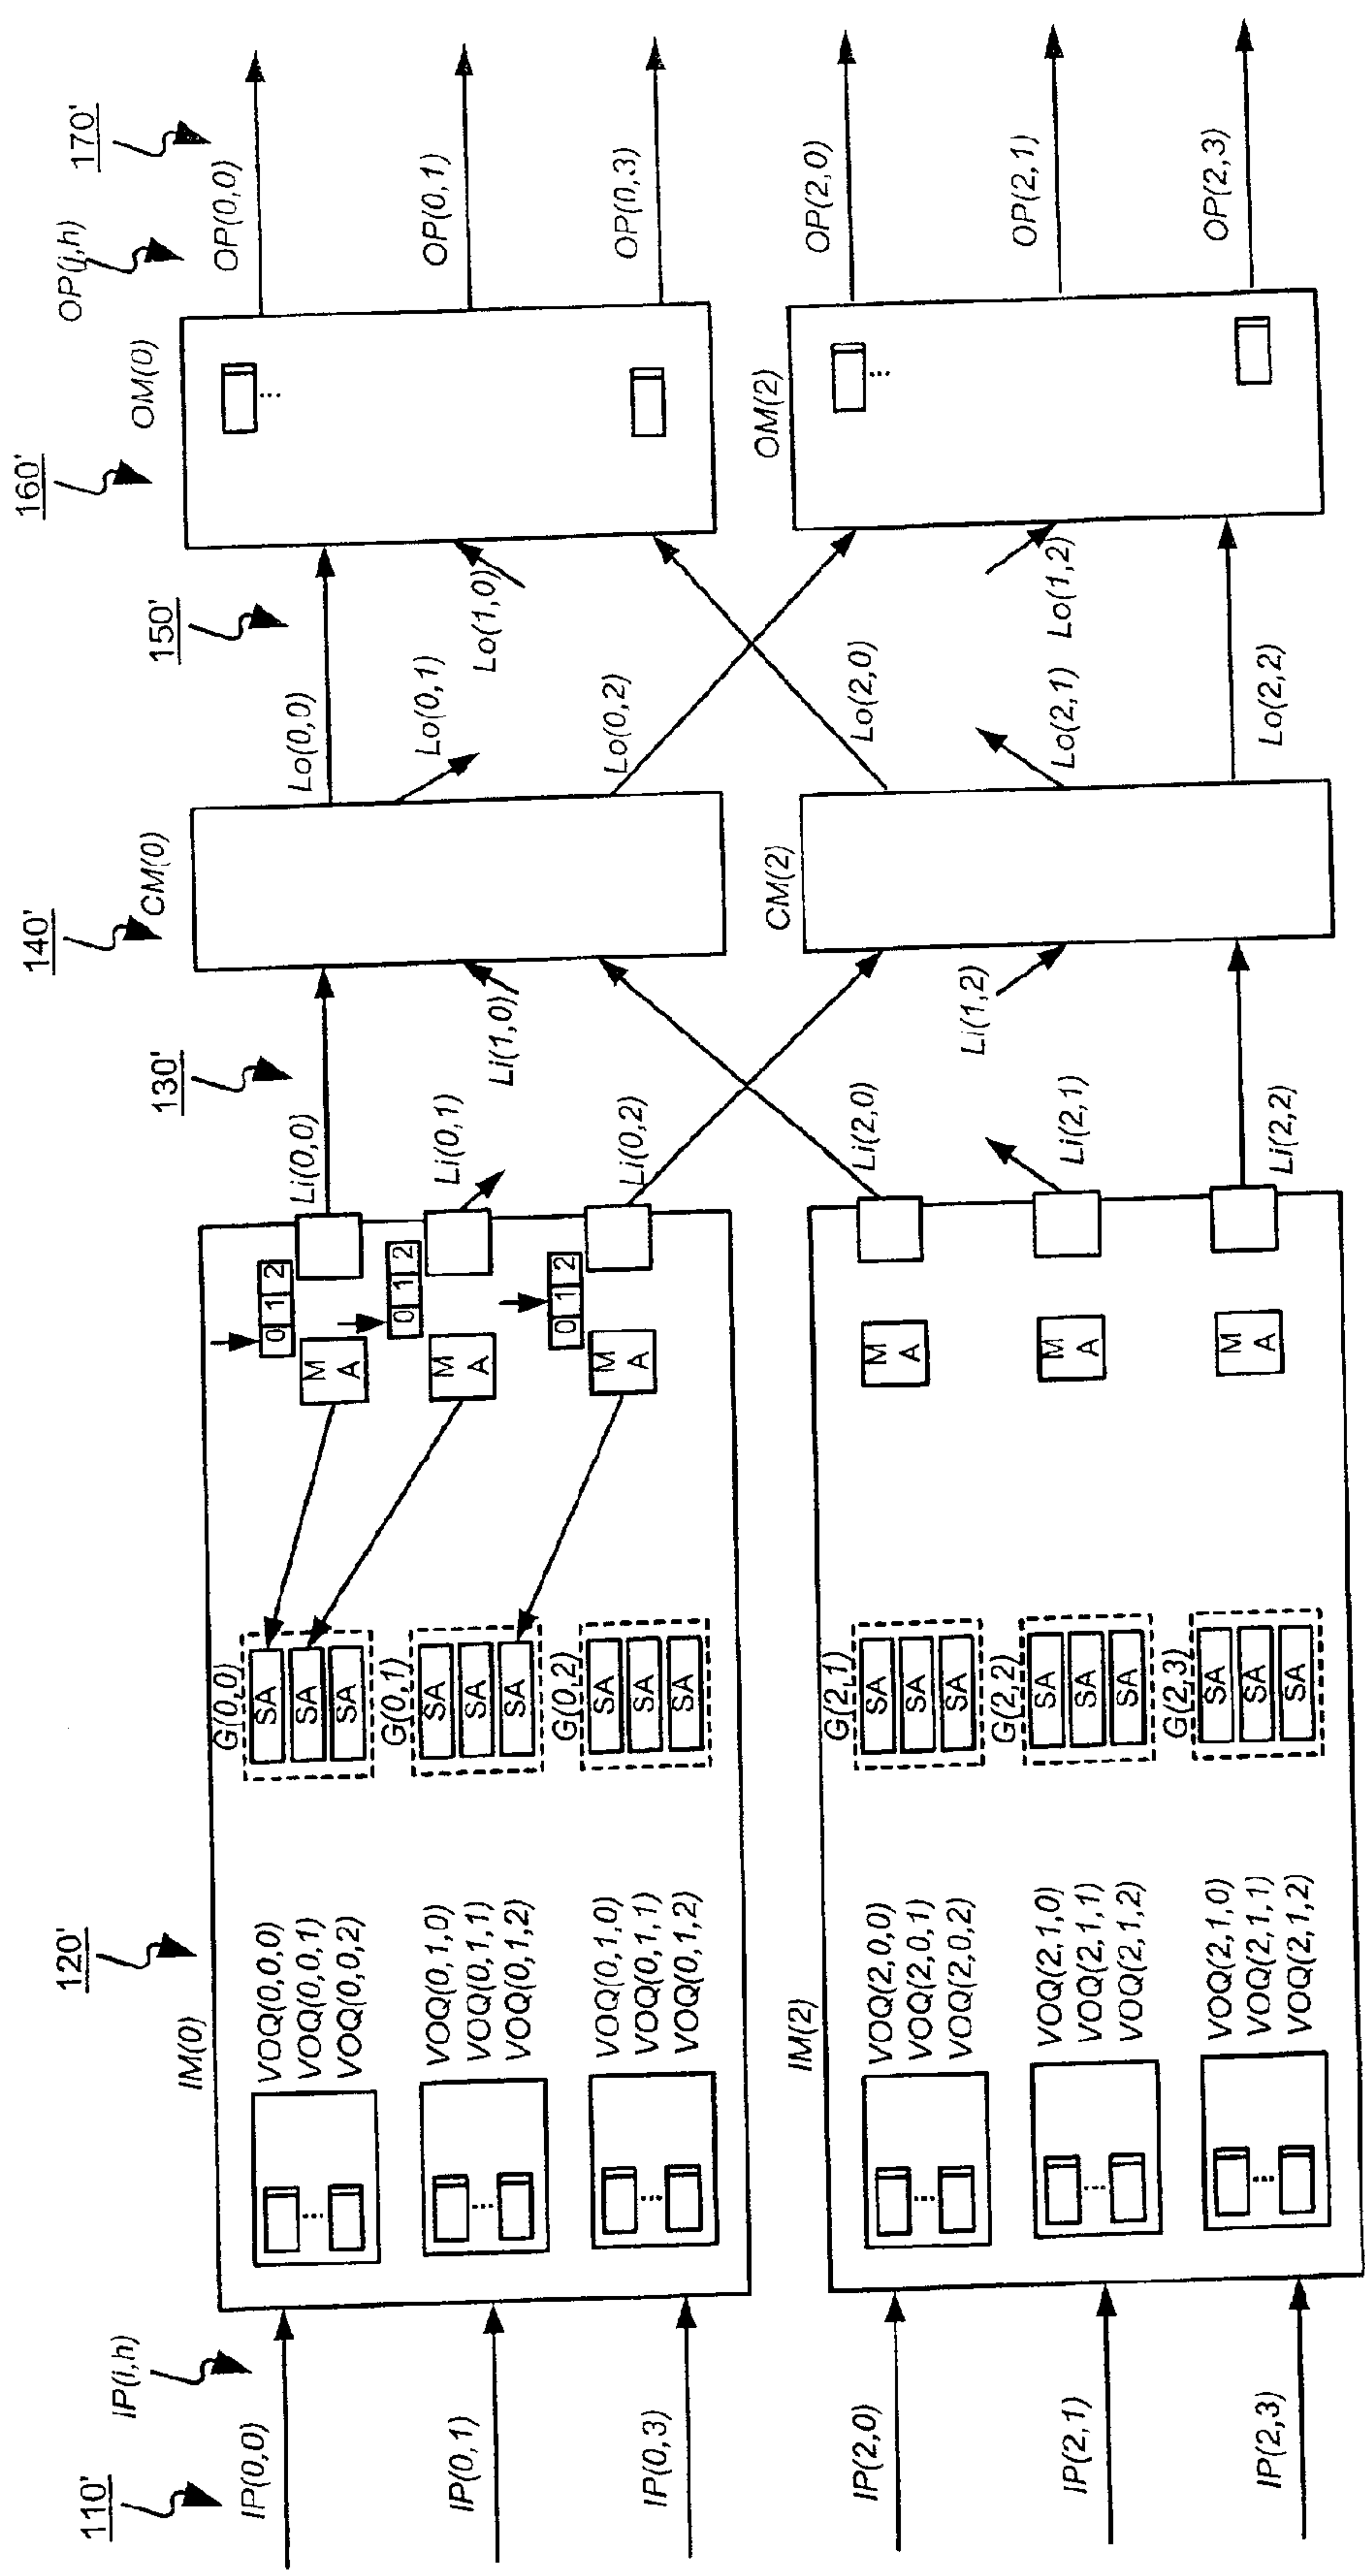 110'
IP(i,h)
120'
130'
140'
150'
160'
OP(j,h)
170'
IP(0,0)
IP(0,1)
IP(0,3)
IM(0)
VOQ(0,0,0)
VOQ(0,0,1)
VOQ(0,0,2)
VOQ(0,1,0)
VOQ(0,1,1)
VOQ(0,1,2)
VOQ(0,1,0)
VOQ(0,1,1)
VOQ(0,1,2)
G(0,0)
SA
SA
SA
G(0,1)
SA
SA
SA
G(0,2)
SA
SA
SA
0 1 2
M
A
0 1 2
M
A
0 1 2
M
A
Li(0,0)
Li(0,1)
Li(0,2)
Li(1,0)
CM(0)
Lo(0,0)
Lo(0,1)
Lo(0,2)
Lo(1,0)
OM(0)
OP(0,0)
OP(0,1)
OP(0,3)
IP(2,0)
IP(2,1)
IP(2,3)
IM(2)
VOQ(2,0,0)
VOQ(2,0,1)
VOQ(2,0,2)
VOQ(2,1,0)
VOQ(2,1,1)
VOQ(2,1,2)
VOQ(2,1,0)
VOQ(2,1,1)
VOQ(2,1,2)
G(2,1)
SA
SA
SA
G(2,2)
SA
SA
SA
G(2,3)
SA
SA
SA
M
A
M
A
M
A
Li(2,0)
Li(2,1)
Li(2,2)
Li(1,2)
CM(2)
Lo(2,0)
Lo(2,1)
Lo(2,2)
Lo(1,2)
OM(2)
OP(2,0)
OP(2,1)
OP(2,3)